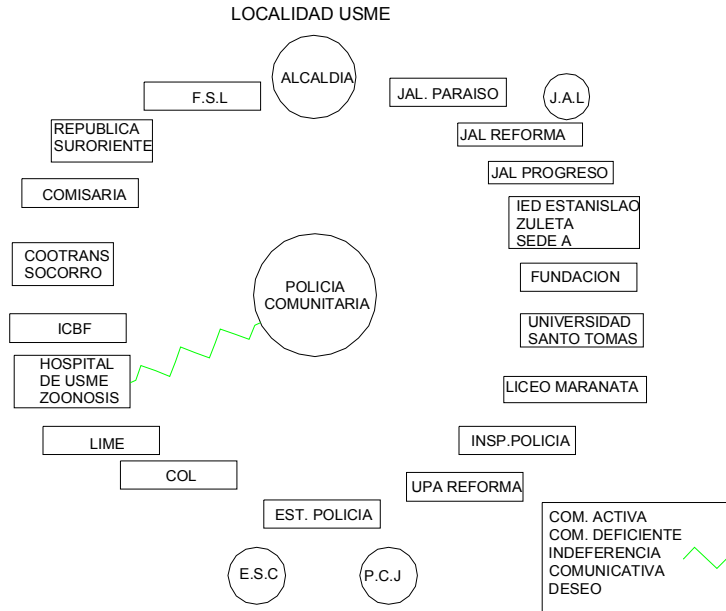 LOCALIDAD USME
ALCALDIA
F.S.L
JAL. PARAISO
J.A.L
REPUBLICA
SURORIENTE
JAL REFORMA
JAL PROGRESO
COMISARIA
IED ESTANISLAO
ZULETA
SEDE A
COOTRANS
SOCORRO
POLICIA
COMUNITARIA
FUNDACION
ICBF
UNIVERSIDAD
SANTO TOMAS
HOSPITAL
DE USME
ZOONOSIS
LICEO MARANATA
LIME
INSP.POLICIA
COL
UPA REFORMA
EST. POLICIA
E.S.C
P.C.J
COM. ACTIVA
COM. DEFICIENTE
INDEFERENCIA
COMUNICATIVA
DESEO